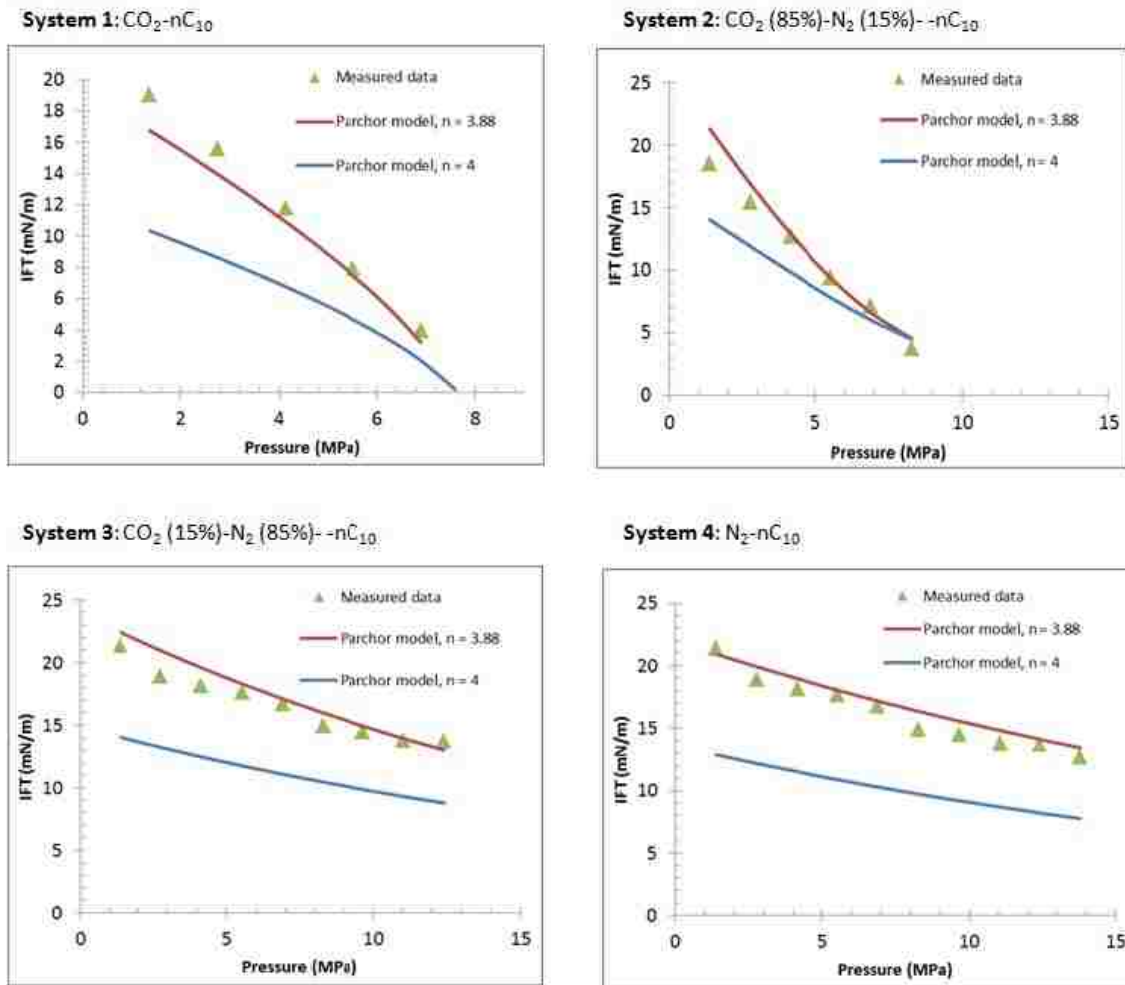 System 1: CO2-nC10
20
18
16
14
12
10
8
6
4
2
0
IFT (mN/m)
0 2 4 6 8
Pressure (MPa)
Measured data
Parchor model, n = 3.88
Parchor model, n = 4
System 2: CO2 (85%)-N2 (15%)- -nC10
25
20
15
10
5
0
IFT (mN/m)
0 5 10 15
Pressure (MPa)
Measured data
Parchor model, n = 3.88
Parchor model, n = 4
System 3: CO2 (15%)-N2 (85%)- -nC10
25
20
15
10
5
0
IFT (mN/m)
0 5 10 15
Pressure (MPa)
Measured data
Parchor model, n = 3.88
Parchor model, n = 4
System 4: N2-nC10
25
20
15
10
5
0
IFT (mN/m)
0 5 10 15
Pressure (MPa)
Measured data
Parchor model, n = 3.88
Parchor model, n = 4